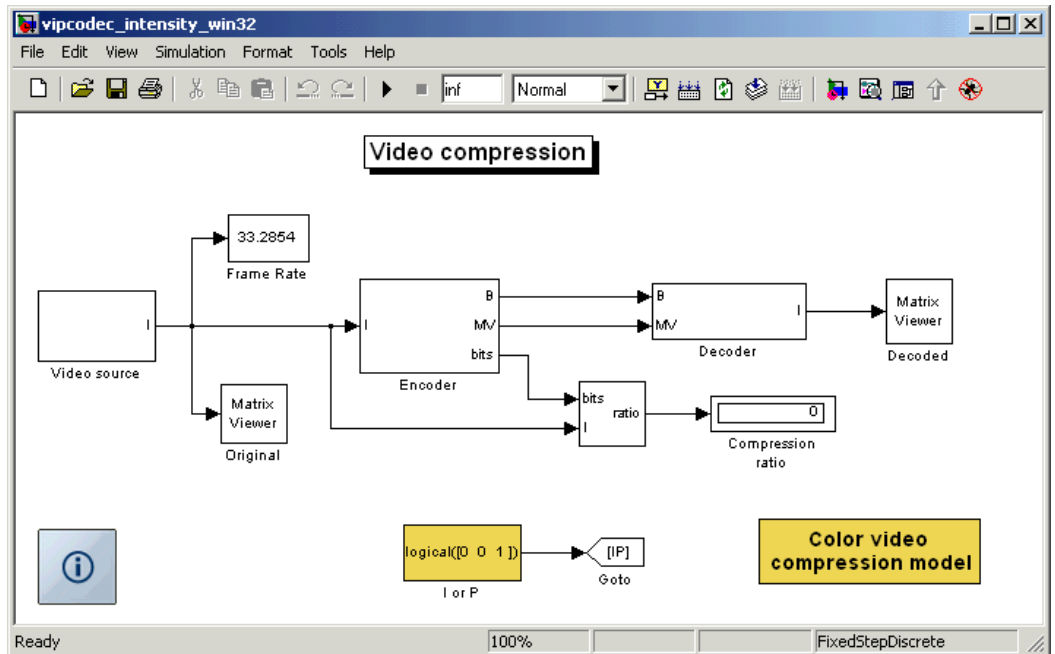 vipcodec_intensity_win32
File Edit View Simulation Format Tools Help
inf Normal
Video compression
33.2854
Frame Rate
I
Video source
Matrix
Viewer
Original
I
B
MV
bits
Encoder
B
MV
I
Decoder
Matrix
Viewer
Decoded
bits
I
ratio
0
Compression
ratio
logical([0 0 1])
I or P
[IP]
Goto
Color video
compression model
Ready 100% FixedStepDiscrete